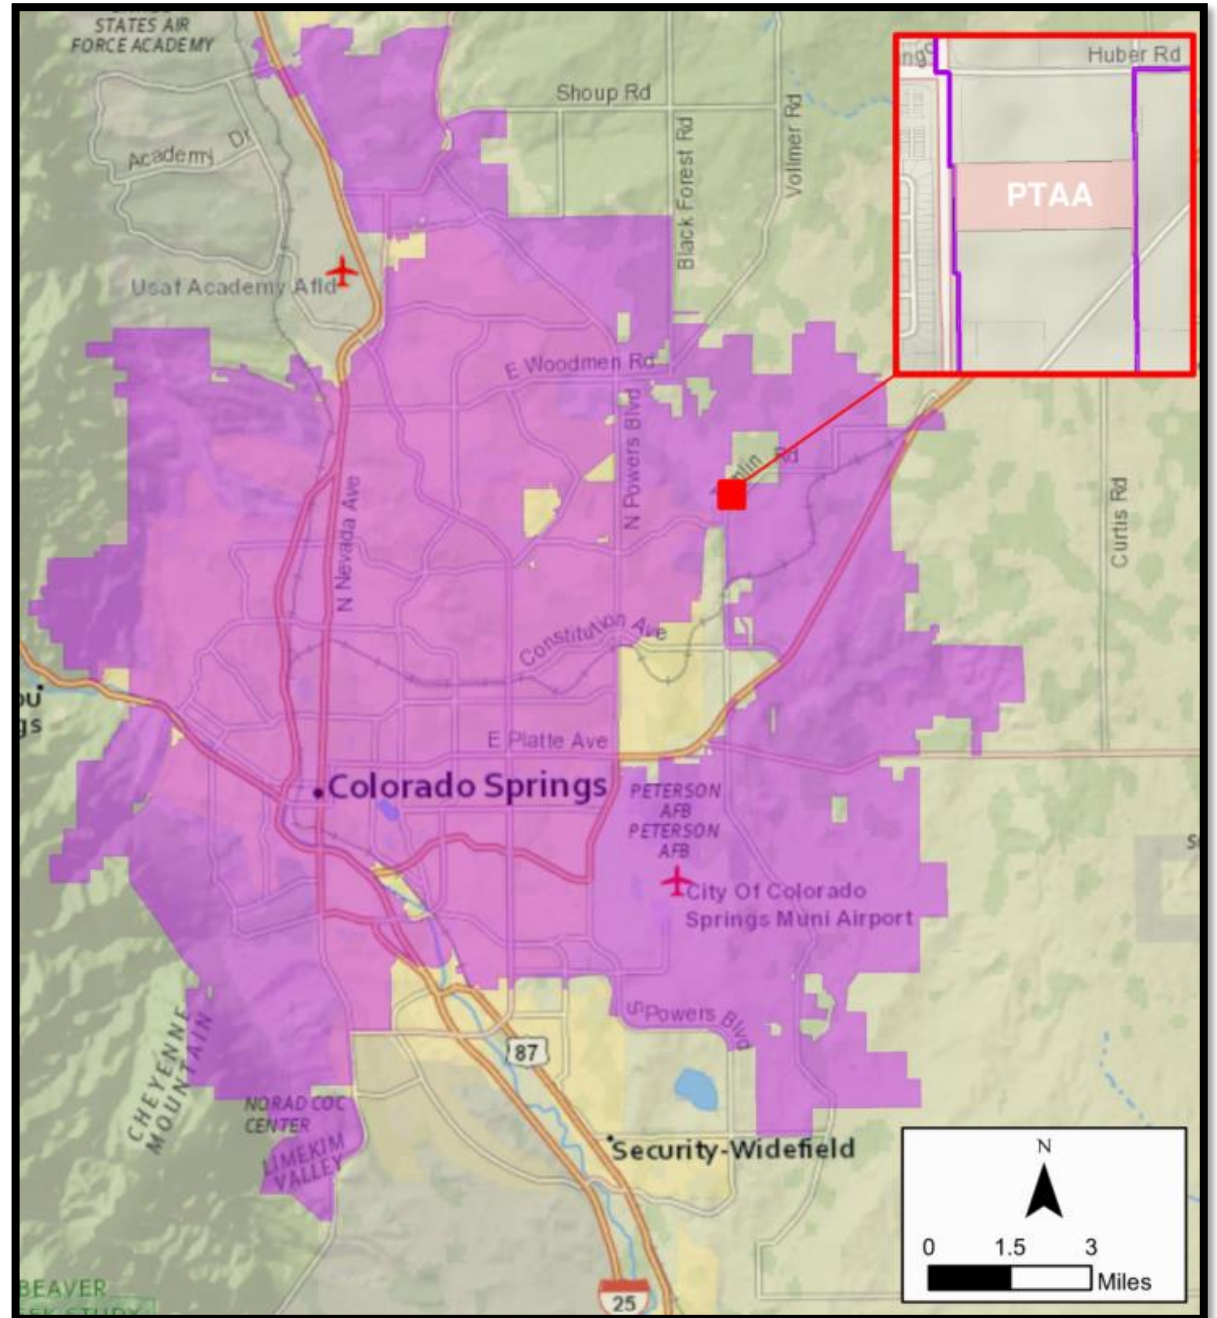 STATES AIR
FORCE ACADEMY
Huber Rd
PTAA
Shoup Rd
Academy Dr
Black Forest Rd
Vollmer Rd
Usaf Academy Afld
E Woodmen Rd
N Powers Blvd
Rd
N Nevada Ave
Curtis Rd
Constitution Ave
E Platte Ave
Colorado Springs
PETERSON
AFB
PETERSON
AFB
City Of Colorado
Springs Muni Airport
S Powers Blvd
CHEYENNE
MOUNTAIN
87
NORAD COC
CENTER
LIMEKIM
VALLEY
Security-Widefield
N
0 1.5 3
Miles
BEAVER
25